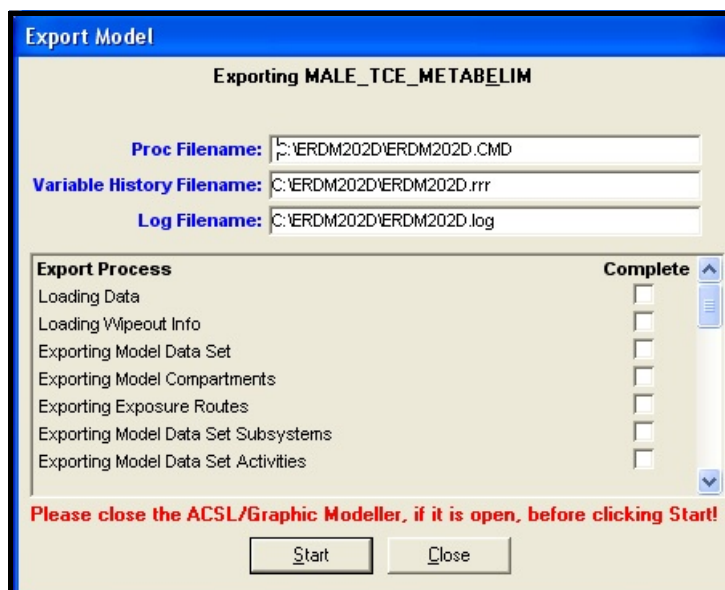 Export Model
Exporting MALE_TCE_METABELIM
Proc Filename: C:\ERDM202D\ERDM202D.CMD
Variable History Filename: C:\ERDM202D\ERDM202D.rrr
Log Filename: C:\ERDM202D\ERDM202D.log
Export Process Complete
Loading Data
Loading Wipeout Info
Exporting Model Data Set
Exporting Model Compartments
Exporting Exposure Routes
Exporting Model Data Set Subsystems
Exporting Model Data Set Activities
Please close the ACSL/Graphic Modeller, if it is open, before clicking Start!
Start Close